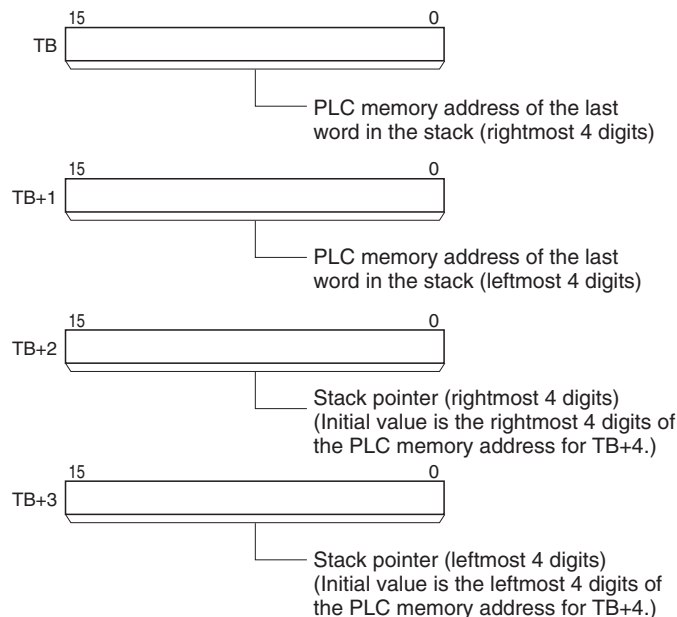 15 0
TB
PLC memory address of the last
word in the stack (rightmost 4 digits)
15 0
TB+1
PLC memory address of the last
word in the stack (leftmost 4 digits)
15 0
TB+2
Stack pointer (rightmost 4 digits)
(Initial value is the rightmost 4 digits of
the PLC memory address for TB+4.)
15 0
TB+3
Stack pointer (leftmost 4 digits)
(Initial value is the leftmost 4 digits of
the PLC memory address for TB+4.)